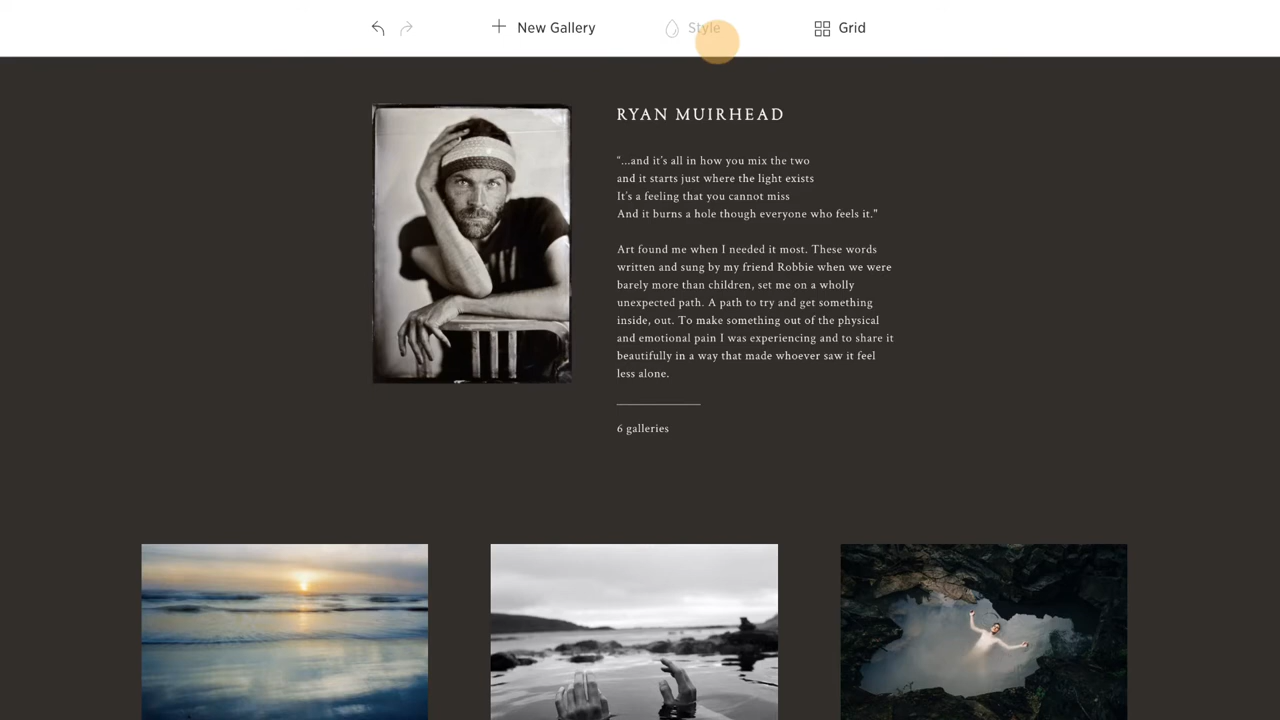 New Gallery
Style
Grid
RYAN MUIRHEAD
“...and it’s all in how you mix the two
and it starts just where the light exists
It’s a feeling that you cannot miss
And it burns a hole though everyone who feels it."
Art found me when I needed it most. These words
written and sung by my friend Robbie when we were
barely more than children, set me on a wholly
unexpected path. A path to try and get something
inside, out. To make something out of the physical
and emotional pain I was experiencing and to share it
beautifully in a way that made whoever saw it feel
less alone.
6 galleries